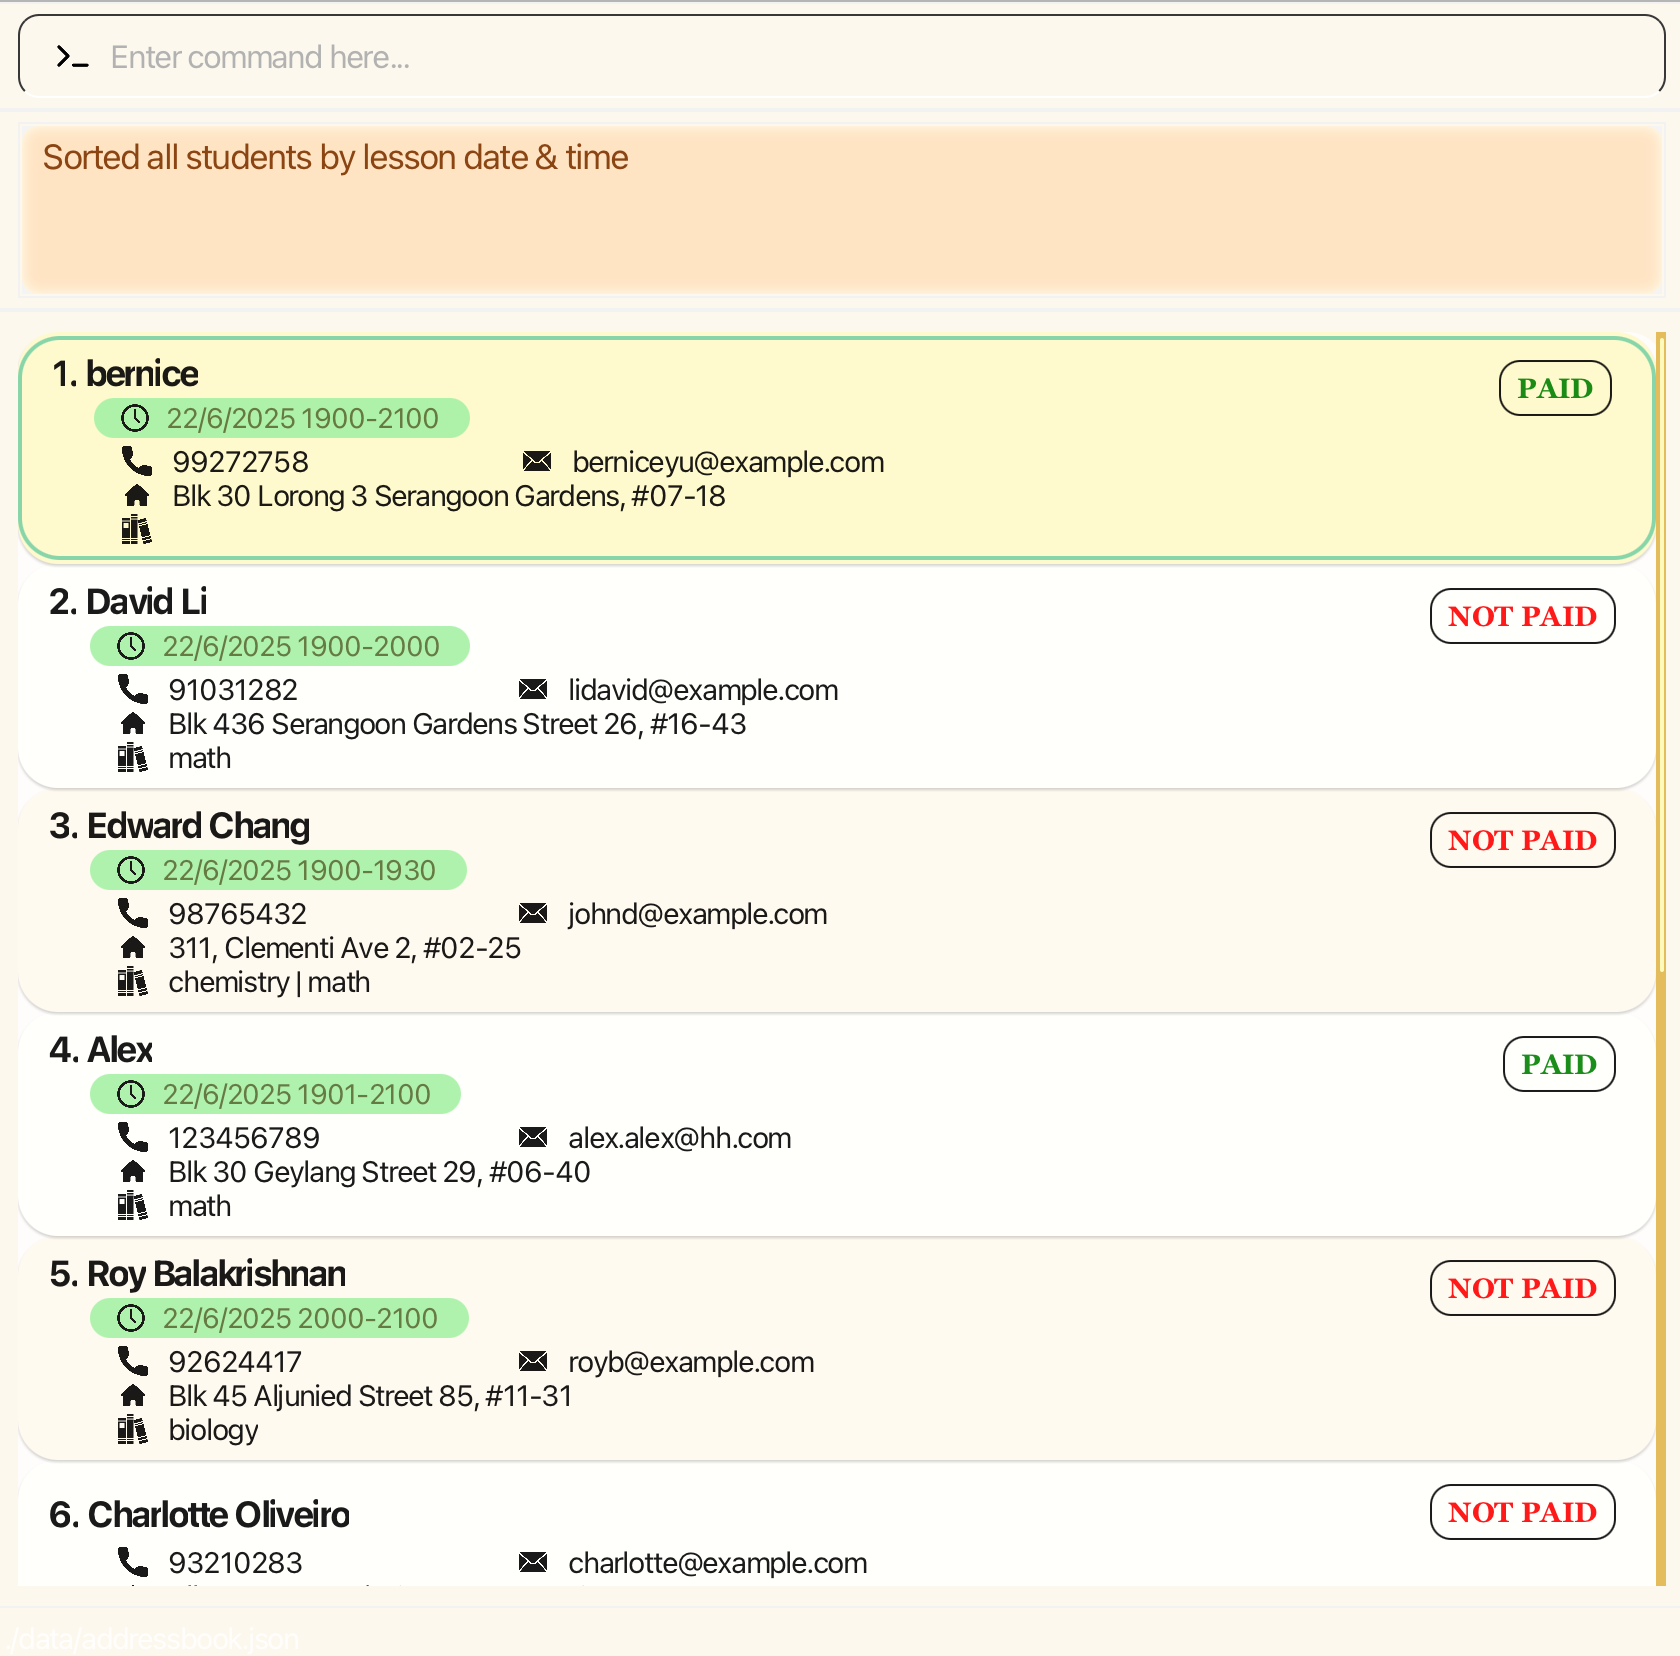 Enter command here...
Sorted all students by lesson date & time
1. bernice
PAID
22/6/2025 1900-2100
99272758 berniceyu@example.com
Blk 30 Lorong 3 Serangoon Gardens, #07-18
2. David Li
NOT PAID
22/6/2025 1900-2000
91031282 lidavid@example.com
Blk 436 Serangoon Gardens Street 26, #16-43
math
3. Edward Chang
NOT PAID
22/6/2025 1900-1930
98765432 johnd@example.com
311, Clementi Ave 2, #02-25
chemistry | math
4. Alex
PAID
22/6/2025 1901-2100
123456789 alex.alex@hh.com
Blk 30 Geylang Street 29, #06-40
math
5. Roy Balakrishnan
NOT PAID
22/6/2025 2000-2100
92624417 royb@example.com
Blk 45 Aljunied Street 85, #11-31
biology
6. Charlotte Oliveiro
NOT PAID
93210283 charlotte@example.com
./data/addressbook.json